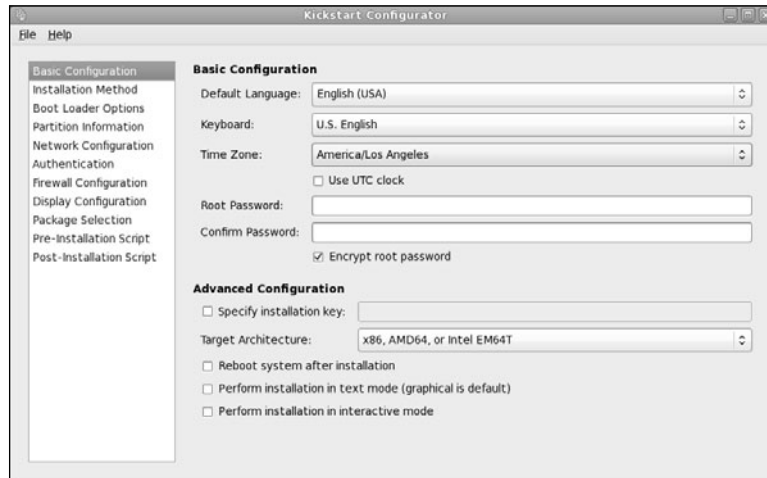 Kickstart Configurator
File Help
Basic Configuration
Installation Method
Boot Loader Options
Partition Information
Network Configuration
Authentication
Firewall Configuration
Display Configuration
Package Selection
Pre-Installation Script
Post-Installation Script
Basic Configuration
Default Language: English (USA)
Keyboard: U.S. English
Time Zone: America/Los Angeles
Use UTC clock
Root Password:
Confirm Password:
Encrypt root password
Advanced Configuration
Specify installation key:
Target Architecture: x86, AMD64, or Intel EM64T
Reboot system after installation
Perform installation in text mode (graphical is default)
Perform installation in interactive mode